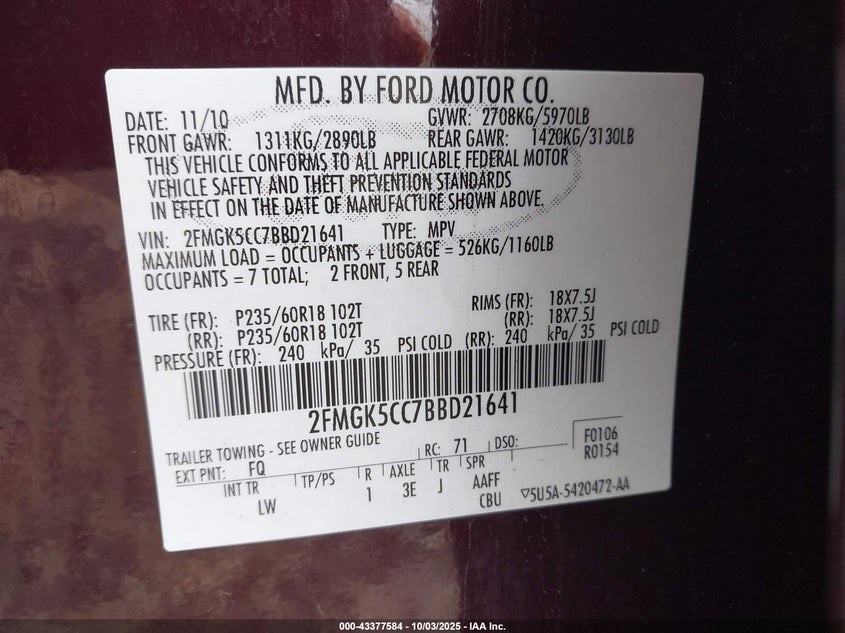 MFD. BY FORD MOTOR CO.
DATE: 11/10 GVWR: 2708KG/5970LB
FRONT GAWR: 1311KG/2890LB REAR GAWR: 1420KG/3130LB
THIS VEHICLE CONFORMS TO ALL APPLICABLE FEDERAL MOTOR
VEHICLE SAFETY AND THEFT PREVENTION STANDARDS
IN EFFECT ON THE DATE OF MANUFACTURE SHOWN ABOVE.
VIN: 2FMGK5CC7BBD21641 TYPE: MPV
MAXIMUM LOAD = OCCUPANTS + LUGGAGE = 526KG/1160LB
OCCUPANTS = 7 TOTAL; 2 FRONT, 5 REAR
TIRE (FR): P235/60R18 102T RIMS (FR): 18X7.5J
(RR): P235/60R18 102T (RR): 18X7.5J
PRESSURE (FR): 240 kPa/ 35 PSI COLD (RR): 240 kPa/ 35 PSI COLD
2FMGK5CC7BBD21641
TRAILER TOWING - SEE OWNER GUIDE RC: 71 DSO: F0106
EXT PNT: FQ R0154
INT TR TP/PS R AXLE TR SPR
LW 1 3E J AAFF
CBU ▽5U5A-5420472-AA
000-43377584 - 10/03/2025 - IAA Inc.